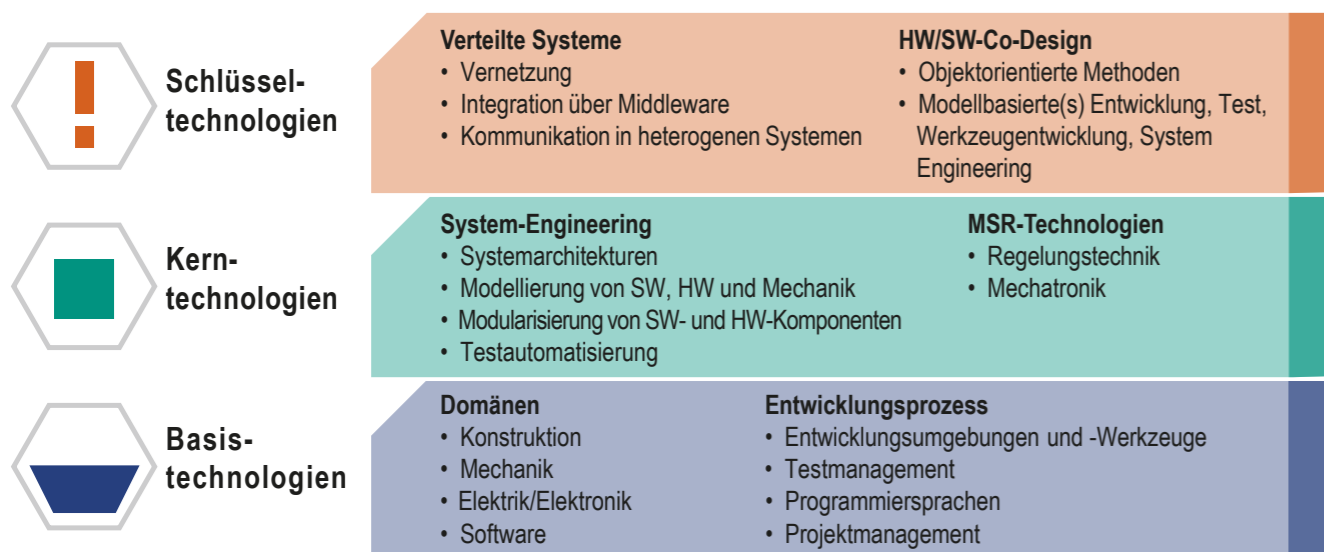 Schlüssel-
technologien
Verteilte Systeme
• Vernetzung
• Integration über Middleware
• Kommunikation in heterogenen Systemen
HW/SW-Co-Design
• Objektorientierte Methoden
• Modellbasierte(s) Entwicklung, Test,
Werkzeugentwicklung, System
Engineering
Kern-
technologien
System-Engineering
• Systemarchitekturen
• Modellierung von SW, HW und Mechanik
• Modularisierung von SW- und HW-Komponenten
• Testautomatisierung
MSR-Technologien
• Regelungstechnik
• Mechatronik
Basis-
technologien
Domänen
• Konstruktion
• Mechanik
• Elektrik/Elektronik
• Software
Entwicklungsprozess
• Entwicklungsumgebungen und -Werkzeuge
• Testmanagement
• Programmiersprachen
• Projektmanagement